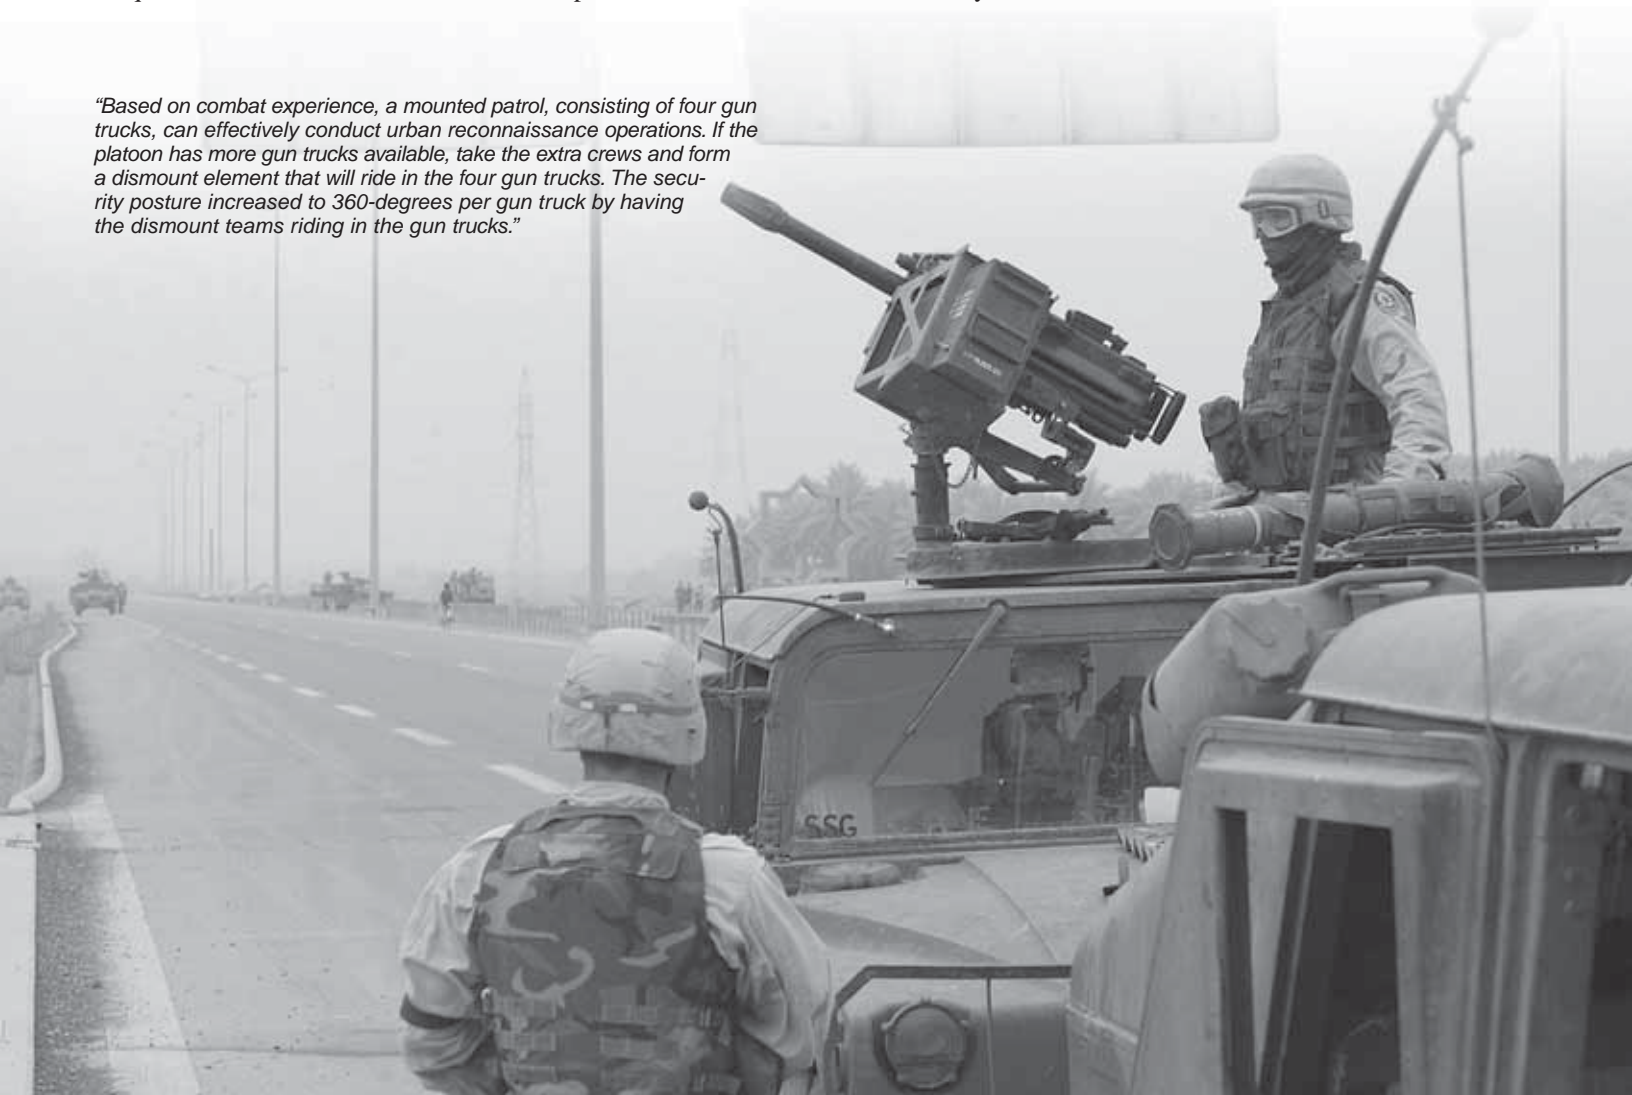 “Based on combat experience, a mounted patrol, consisting of four gun
trucks, can effectively conduct urban reconnaissance operations. If the
platoon has more gun trucks available, take the extra crews and form
a dismount element that will ride in the four gun trucks. The secu-
rity posture increased to 360-degrees per gun truck by having
the dismount teams riding in the gun trucks.”
SSG